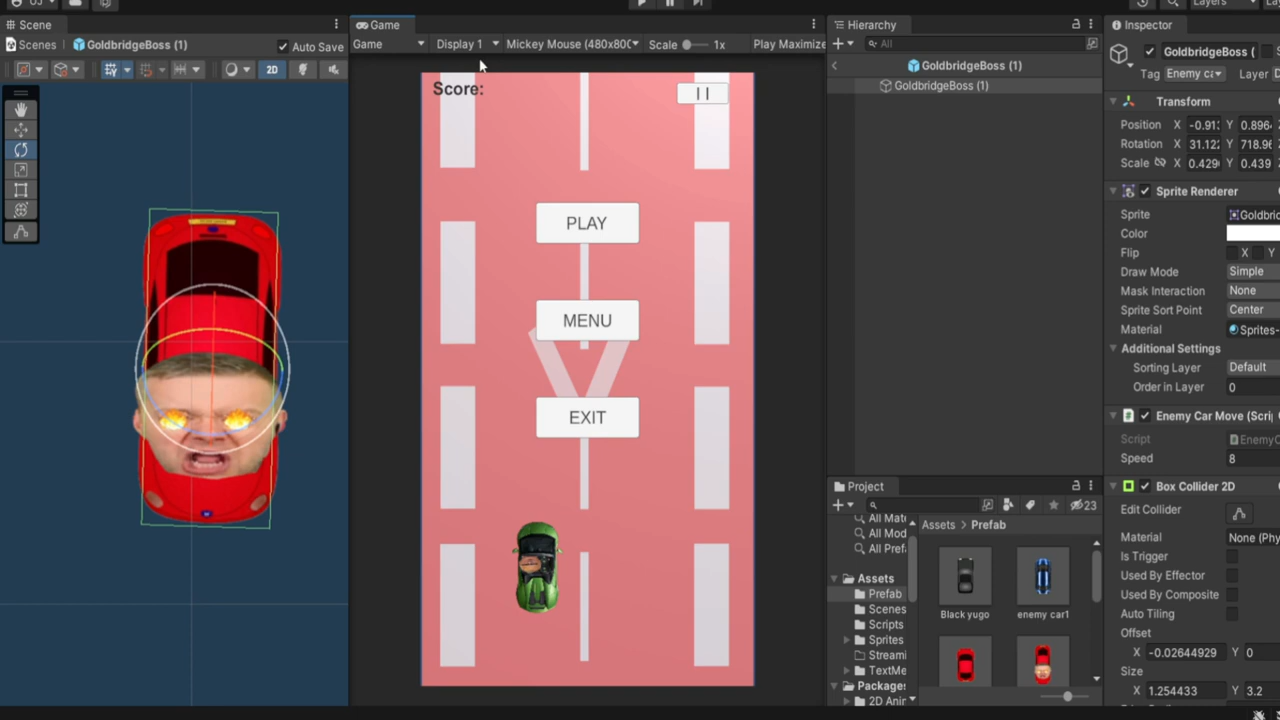 Layers
Scene
Game
Hierarchy
Inspector
Scenes
GoldbridgeBoss (1)
Auto Save
Game
Display 1
Mickey Mouse (480x80
Scale
1x
Play Maximize
All
GoldbridgeBoss (
2D
GoldbridgeBoss (1)
Tag
Enemy ca
Layer
GoldbridgeBoss (1)
Score:
Transform
Position
X
-0.91
Y
0.896
Rotation
X
31.12
Y
718.96
Scale
X
0.429
Y
0.439
Sprite Renderer
Sprite
Goldbric
Color
Flip
X
Y
Draw Mode
Simple
Mask Interaction
None
Sprite Sort Point
Center
Material
Sprites-
Additional Settings
Sorting Layer
Default
Order in Layer
0
PLAY
MENU
EXIT
Enemy Car Move (Scri
Script
EnemyC
Speed
8
Project
23
Box Collider 2D
Edit Collider
Material
None (Phy
Is Trigger
Used By Effector
Used By Composite
Auto Tiling
Offset
X
-0.02644929
Y
0
Size
X
1.254433
Y
3.2
All Mate
All Mod
All Prefa
Assets
Prefab
Scenes
Scripts
Sprites
Streami
TextMe
Packages
2D Anir
Assets > Prefab
Black yugo
enemy car1